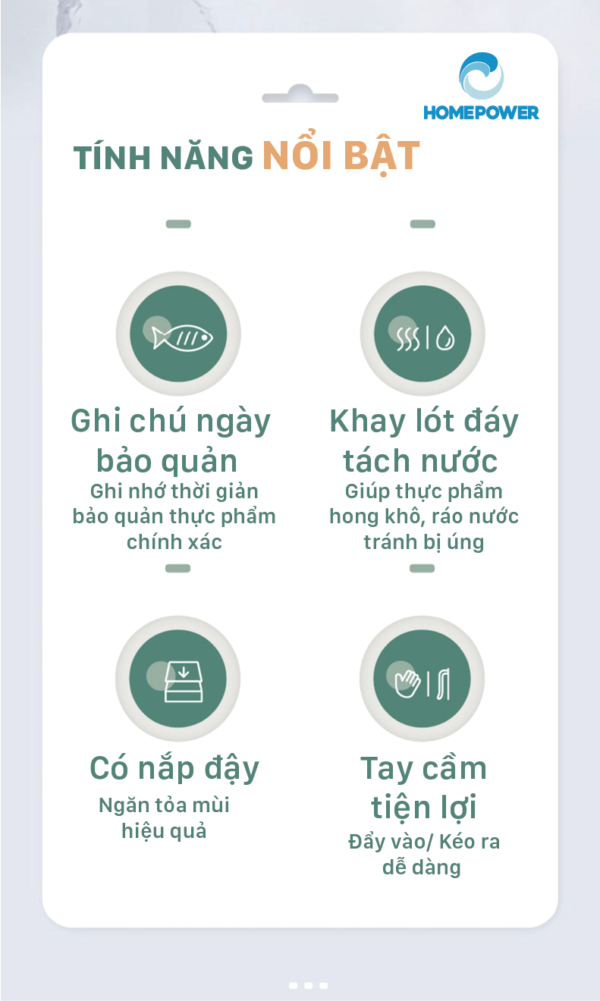 HOMEPOWER
TÍNH NĂNG NỔI BẬT
Ghi chú ngày
bảo quản
Ghi nhớ thời giản
bảo quản thực phẩm
chính xác
Khay lót đáy
tách nước
Giúp thực phẩm
hong khô, ráo nước
tránh bị úng
Có nắp đậy
Ngăn tỏa mùi
hiệu quả
Tay cầm
tiện lợi
Đẩy vào/ Kéo ra
dễ dàng